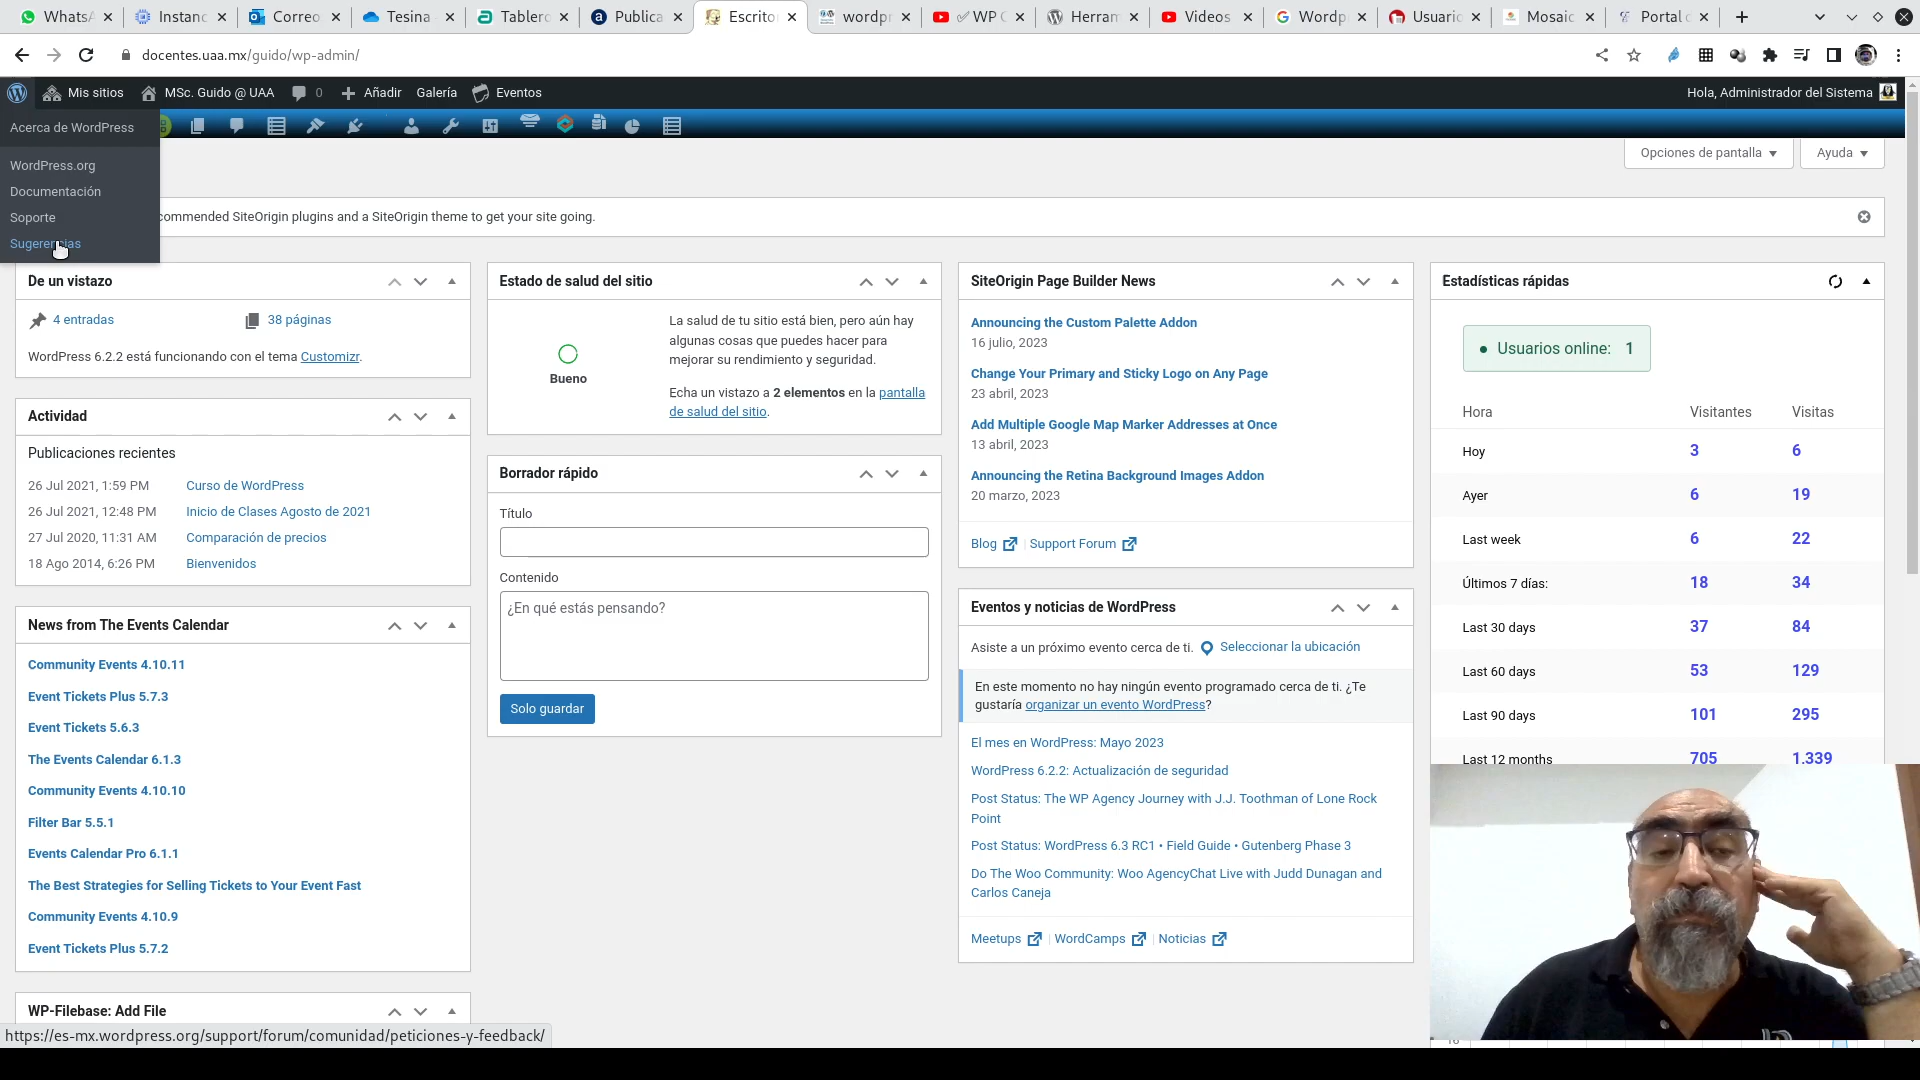 WhatsA
Instanc
Correo
Tesina
Tablero
Publica
Escrito
wordpr
WP C
Herram
Videos
Wordp
Usuario
Mosaic
Portal
docentes.uaa.mx/guido/wp-admin/
Mis sitios
MSc. Guido @ UAA
0
Añadir
Galería
Eventos
Hola, Administrador del Sistema
Acerca de WordPress
WordPress.org
Documentación
Soporte
Sugerencias
Opciones de pantalla
Ayuda
commended SiteOrigin plugins and a SiteOrigin theme to get your site going.
De un vistazo
4 entradas
38 páginas
WordPress 6.2.2 está funcionando con el tema Customizr.
Actividad
Publicaciones recientes
26 Jul 2021, 1:59 PM Curso de WordPress
26 Jul 2021, 12:48 PM Inicio de Clases Agosto de 2021
27 Jul 2020, 11:31 AM Comparación de precios
18 Ago 2014, 6:26 PM Bienvenidos
News from The Events Calendar
Community Events 4.10.11
Event Tickets Plus 5.7.3
Event Tickets 5.6.3
The Events Calendar 6.1.3
Community Events 4.10.10
Filter Bar 5.5.1
Events Calendar Pro 6.1.1
The Best Strategies for Selling Tickets to Your Event Fast
Community Events 4.10.9
Event Tickets Plus 5.7.2
WP-Filebase: Add File
Estado de salud del sitio
Bueno
La salud de tu sitio está bien, pero aún hay
algunas cosas que puedes hacer para
mejorar su rendimiento y seguridad.
Echa un vistazo a 2 elementos en la pantalla
de salud del sitio.
Borrador rápido
Título
Contenido
¿En qué estás pensando?
Solo guardar
SiteOrigin Page Builder News
Announcing the Custom Palette Addon
16 julio, 2023
Change Your Primary and Sticky Logo on Any Page
23 abril, 2023
Add Multiple Google Map Marker Addresses at Once
13 abril, 2023
Announcing the Retina Background Images Addon
20 marzo, 2023
Blog | Support Forum
Eventos y noticias de WordPress
Asiste a un próximo evento cerca de ti. Seleccionar la ubicación
En este momento no hay ningún evento programado cerca de ti. ¿Te
gustaría organizar un evento WordPress?
El mes en WordPress: Mayo 2023
WordPress 6.2.2: Actualización de seguridad
Post Status: The WP Agency Journey with J.J. Toothman of Lone Rock
Point
Post Status: WordPress 6.3 RC1 • Field Guide • Gutenberg Phase 3
Do The Woo Community: Woo AgencyChat Live with Judd Dunagan and
Carlos Caneja
Meetups | WordCamps | Noticias
Estadísticas rápidas
Usuarios online: 1
Hora Visitantes Visitas
Hoy 3 6
Ayer 6 19
Last week 6 22
Últimos 7 días: 18 34
Last 30 days 37 84
Last 60 days 53 129
Last 90 days 101 295
Last 12 months 705 1,339
https://es-mx.wordpress.org/support/forum/comunidad/peticiones-y-feedback/